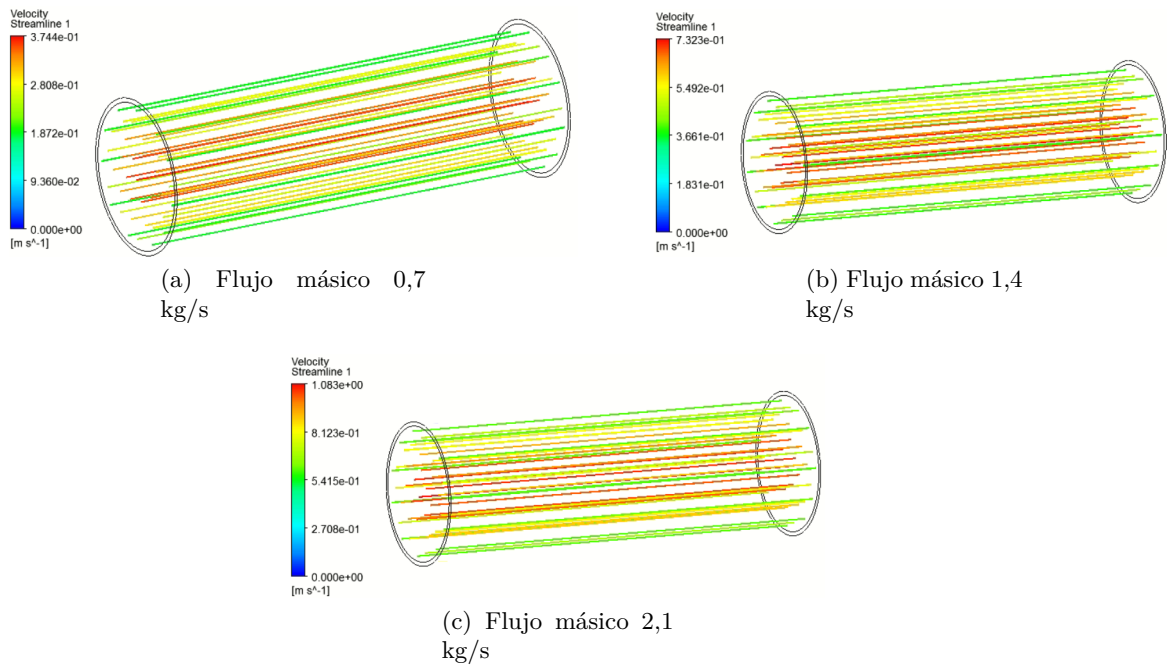 Velocity
Streamline 1
3.744e-01
2.808e-01
1.872e-01
9.360e-02
0.000e+00
[m s^-1]
(a) Flujo másico 0,7
kg/s
Velocity
Streamline 1
7.323e-01
5.492e-01
3.661e-01
1.831e-01
0.000e+00
[m s^-1]
(b) Flujo másico 1,4
kg/s
Velocity
Streamline 1
1.083e+00
8.123e-01
5.415e-01
2.708e-01
0.000e+00
[m s^-1]
(c) Flujo másico 2,1
kg/s